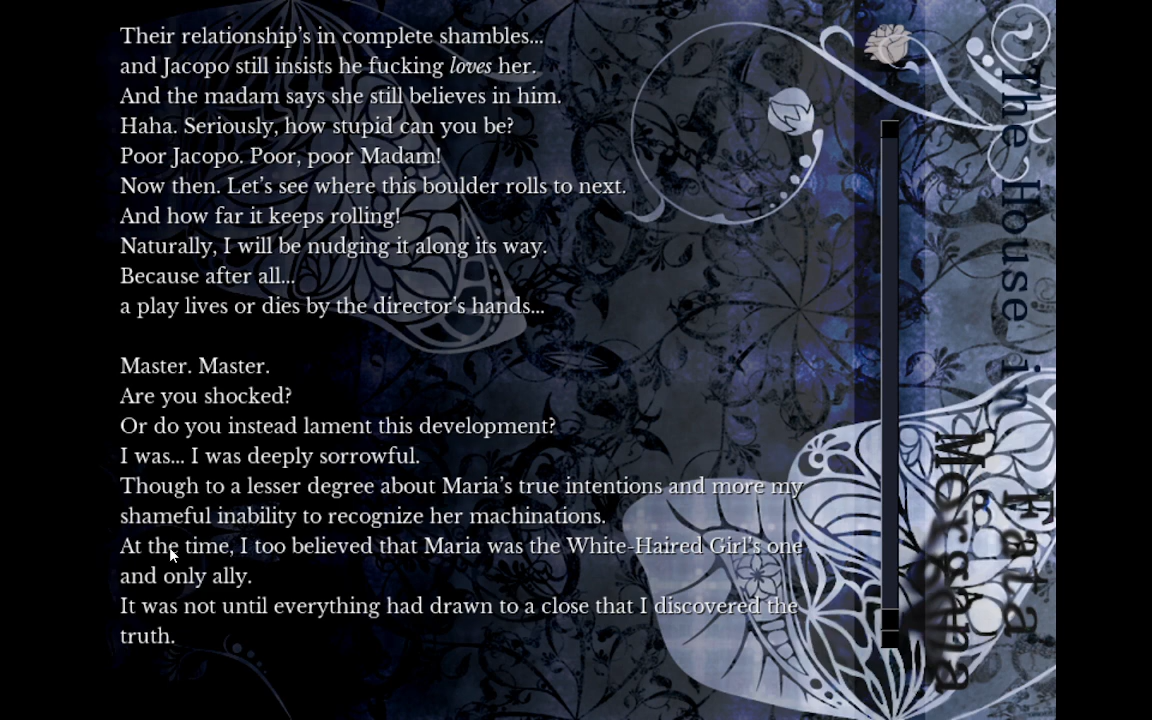 Their relationship's in complete shambles...
and Jacopo still insists he fucking loves her.
And the madam says she still believes in him.
Haha. Seriously, how stupid can you be?
Poor Jacopo. Poor, poor Madam!
Now then. Let's see where this boulder rolls to next.
And how far it keeps rolling!
Naturally, I will be nudging it along its way.
Because after all...
a play lives or dies by the director's hands...
Master. Master.
Are you shocked?
Or do you instead lament this development?
I was... I was deeply sorrowful.
Though to a lesser degree about Maria's true intentions and more my
shameful inability to recognize her machinations.
At the time, I too believed that Maria was the White-Haired Girl's one
and only ally.
It was not until everything had drawn to a close that I discovered the
truth.
The House in
Fata
Morgana